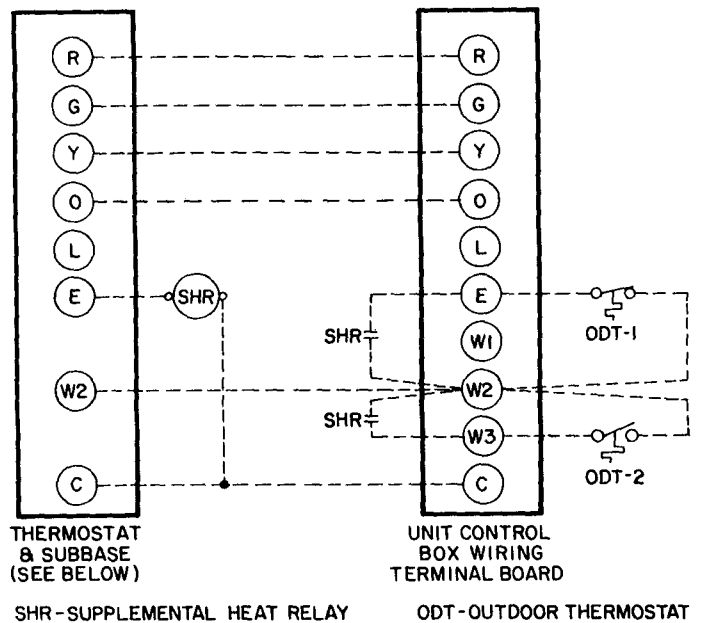 R R
G G
Y Y
O O
L L
E SHR E
SHR W1 ODT-1
W2 W2
SHR W3
ODT-2
C C
THERMOSTAT
& SUBBASE
(SEE BELOW)
UNIT CONTROL
BOX WIRING
TERMINAL BOARD
SHR-SUPPLEMENTAL HEAT RELAY ODT-OUTDOOR THERMOSTAT